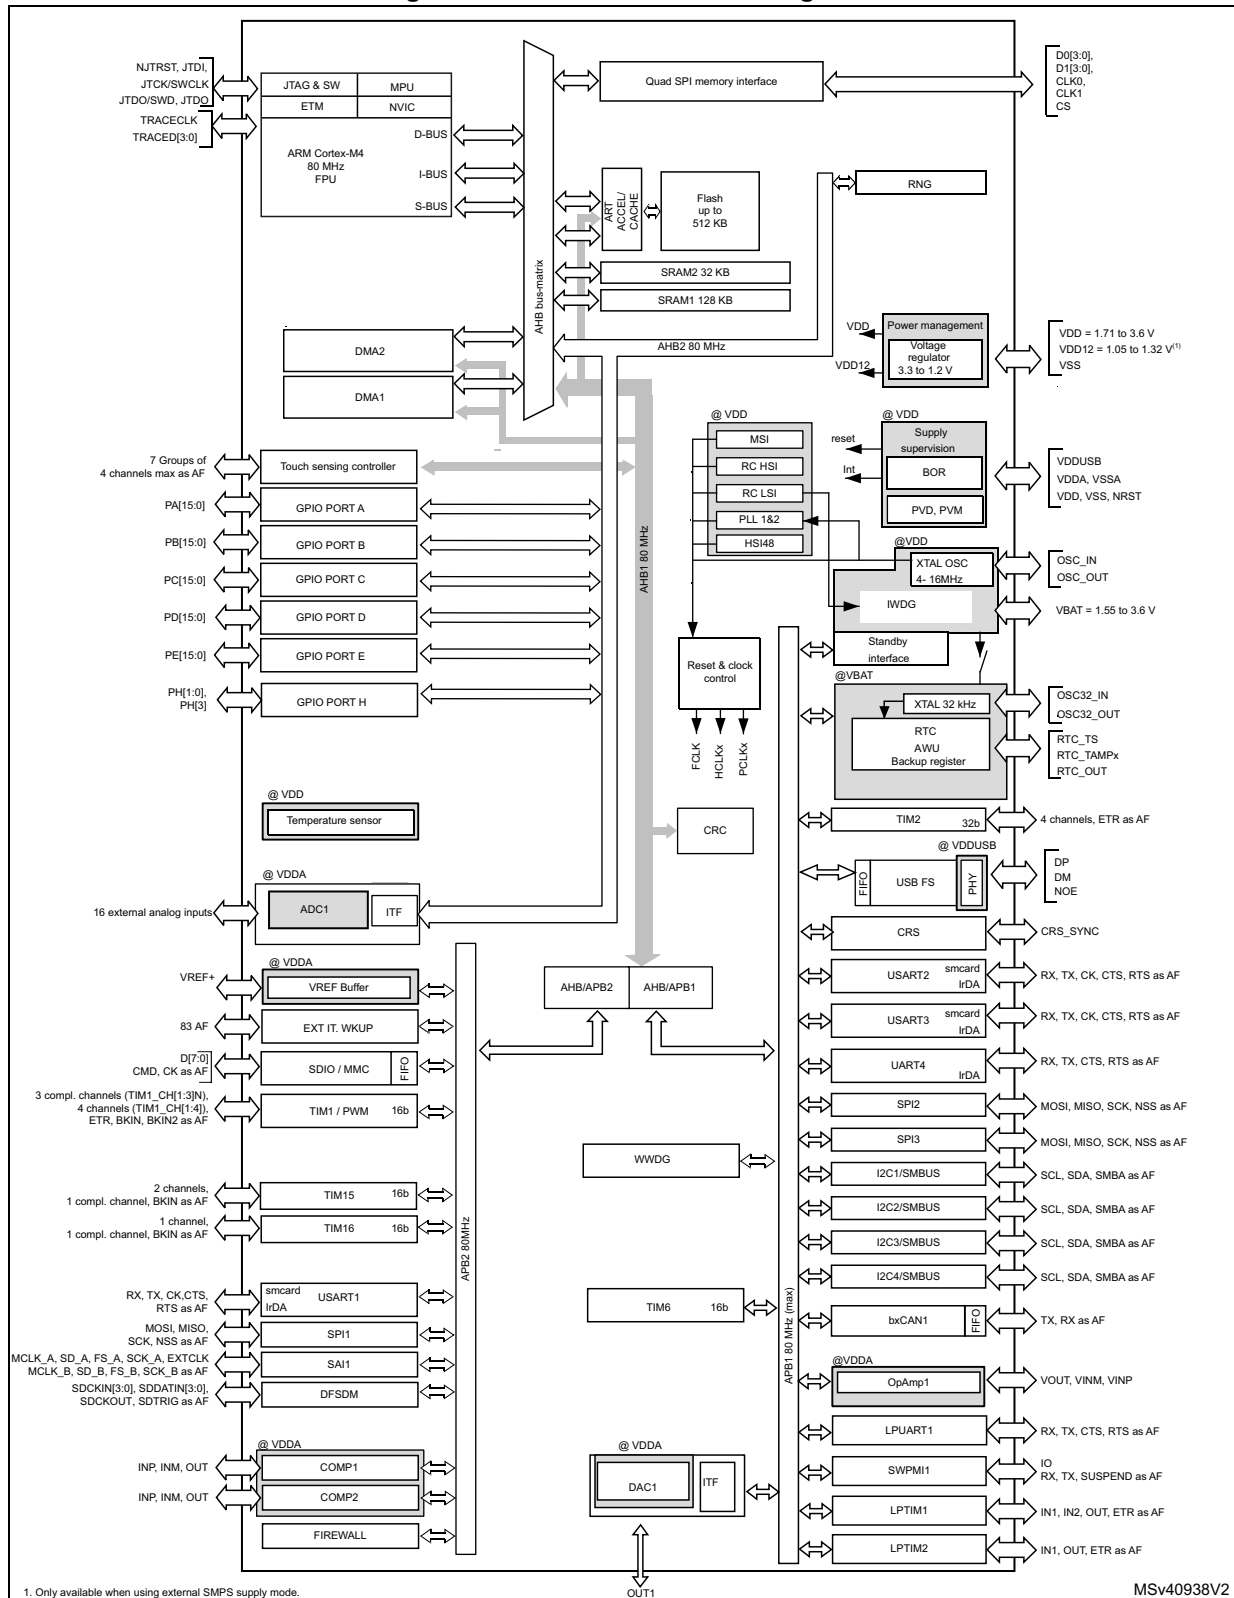 NJTRST, JTDI,
JTCK/SWCLK
JTDO/SWD, JTDO
TRACECLK
TRACED[3:0]
JTAG & SW
MPU
ETM
NVIC
ARM Cortex-M4
80 MHz
FPU
D-BUS
I-BUS
S-BUS
AHB bus-matrix
Quad SPI memory interface
D0[3:0],
D1[3:0],
CLK0,
CLK1
CS
ART
ACCEL/
CACHE
Flash
up to
512 KB
RNG
SRAM2 32 KB
SRAM1 128 KB
AHB2 80 MHz
DMA2
DMA1
VDD
VDD12
Power management
Voltage
regulator
3.3 to 1.2 V
VDD = 1.71 to 3.6 V
VDD12 = 1.05 to 1.32 V(1)
VSS
@ VDD
MSI
RC HSI
RC LSI
PLL 1&2
HSI48
@ VDD
reset
Int
Supply
supervision
BOR
PVD, PVM
VDDUSB
VDDA, VSSA
VDD, VSS, NRST
7 Groups of
4 channels max as AF
Touch sensing controller
PA[15:0]
GPIO PORT A
PB[15:0]
GPIO PORT B
PC[15:0]
GPIO PORT C
PD[15:0]
GPIO PORT D
PE[15:0]
GPIO PORT E
PH[1:0],
PH[3]
GPIO PORT H
AHB1 80 MHz
@VDD
XTAL OSC
4- 16MHz
IWDG
Standby
interface
OSC_IN
OSC_OUT
VBAT = 1.55 to 3.6 V
Reset & clock
control
FCLK
HCLKx
PCLKx
@VBAT
XTAL 32 kHz
RTC
AWU
Backup register
OSC32_IN
OSC32_OUT
RTC_TS
RTC_TAMPx
RTC_OUT
@ VDD
Temperature sensor
CRC
TIM2
32b
4 channels, ETR as AF
@ VDDUSB
FIFO
USB FS
PHY
DP
DM
NOE
@ VDDA
16 external analog inputs
ADC1
ITF
CRS
CRS_SYNC
@ VDDA
VREF+
VREF Buffer
AHB/APB2
AHB/APB1
USART2
smcard
IrDA
RX, TX, CK, CTS, RTS as AF
83 AF
EXT IT. WKUP
USART3
smcard
IrDA
RX, TX, CK, CTS, RTS as AF
D[7:0]
CMD, CK as AF
SDIO / MMC
FIFO
UART4
IrDA
RX, TX, CTS, RTS as AF
3 compl. channels (TIM1_CH[1:3]N),
4 channels (TIM1_CH[1:4]),
ETR, BKIN, BKIN2 as AF
TIM1 / PWM
16b
SPI2
MOSI, MISO, SCK, NSS as AF
SPI3
MOSI, MISO, SCK, NSS as AF
WWDG
I2C1/SMBUS
SCL, SDA, SMBA as AF
2 channels,
1 compl. channel, BKIN as AF
TIM15
16b
I2C2/SMBUS
SCL, SDA, SMBA as AF
1 channel,
1 compl. channel, BKIN as AF
TIM16
16b
I2C3/SMBUS
SCL, SDA, SMBA as AF
APB2 80MHz
I2C4/SMBUS
SCL, SDA, SMBA as AF
RX, TX, CK,CTS,
RTS as AF
smcard
IrDA
USART1
TIM6
16b
APB1 80 MHz (max)
bxCAN1
FIFO
TX, RX as AF
MOSI, MISO,
SCK, NSS as AF
SPI1
MCLK_A, SD_A, FS_A, SCK_A, EXTCLK
MCLK_B, SD_B, FS_B, SCK_B as AF
SAI1
@VDDA
OpAmp1
VOUT, VINM, VINP
SDCKIN[3:0], SDDATIN[3:0],
SDCKOUT, SDTRIG as AF
DFSDM
LPUART1
RX, TX, CTS, RTS as AF
@ VDDA
INP, INM, OUT
COMP1
INP, INM, OUT
COMP2
FIREWALL
@ VDDA
DAC1
ITF
OUT1
SWPMI1
IO
RX, TX, SUSPEND as AF
LPTIM1
IN1, IN2, OUT, ETR as AF
LPTIM2
IN1, OUT, ETR as AF
1. Only available when using external SMPS supply mode.
MSv40938V2